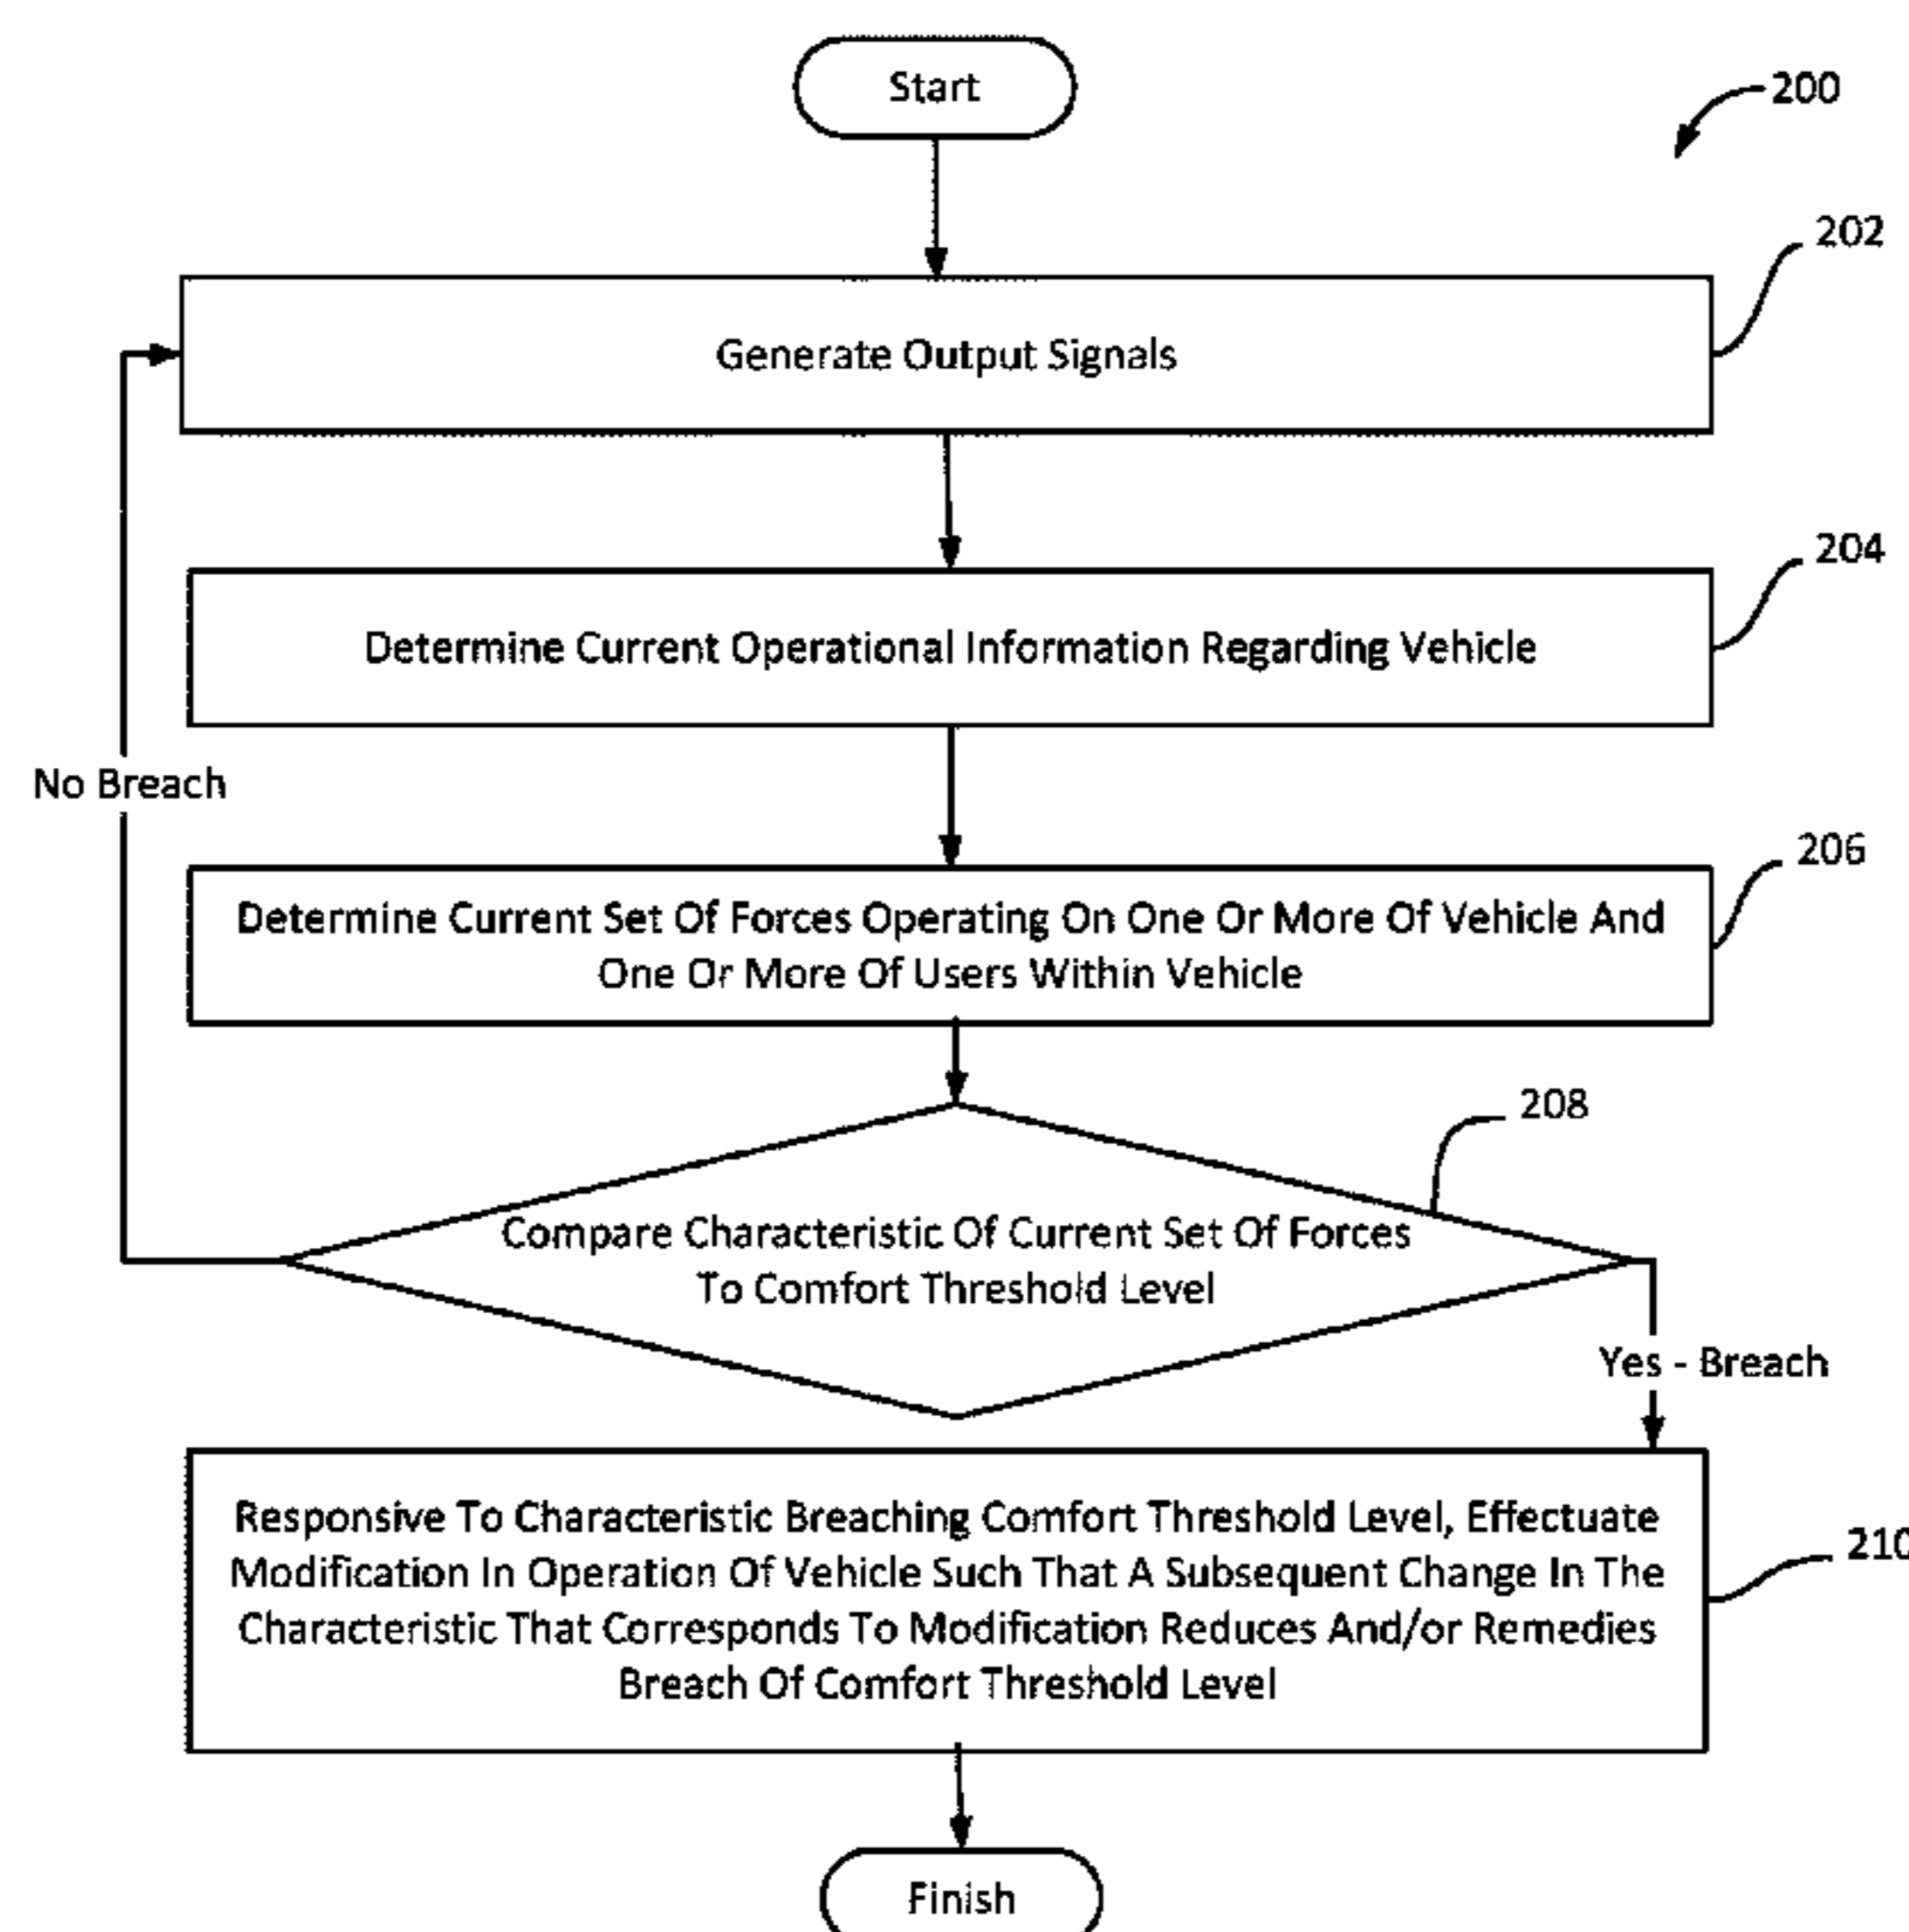 Start
200
202
Generate Output Signals
204
Determine Current Operational Information Regarding Vehicle
No Breach
206
Determine Current Set Of Forces Operating On One Or More Of Vehicle And
One Or More Of Users Within Vehicle
208
Compare Characteristic Of Current Set Of Forces
To Comfort Threshold Level
Yes - Breach
Responsive To Characteristic Breaching Comfort Threshold Level, Effectuate
Modification In Operation Of Vehicle Such That A Subsequent Change In The
Characteristic That Corresponds To Modification Reduces And/or Remedies
Breach Of Comfort Threshold Level
210
Finish